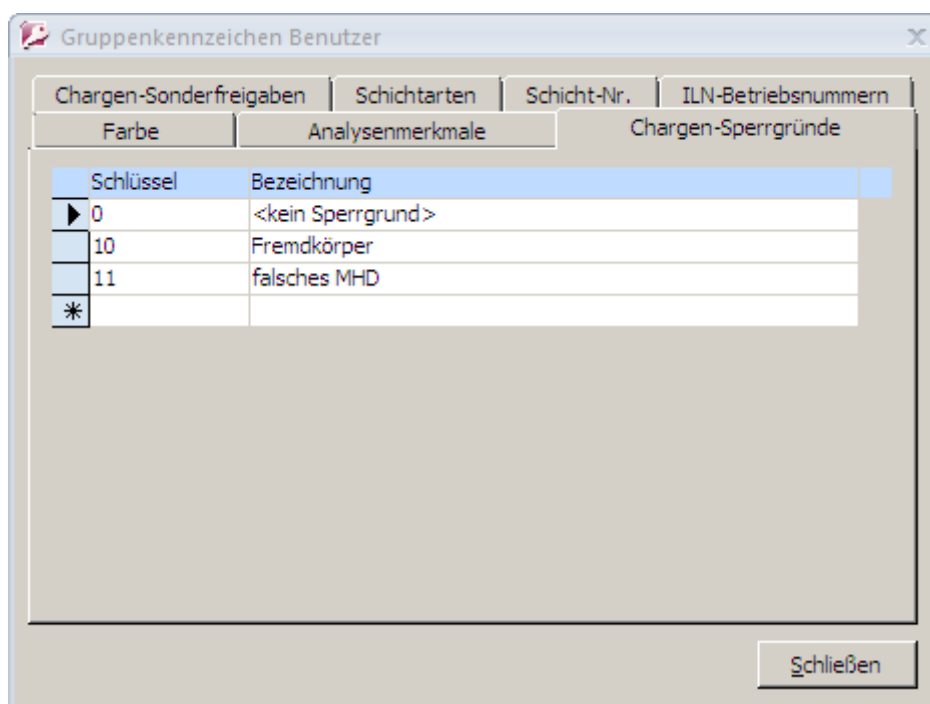 Gruppenkennzeichen Benutzer
Chargen-Sonderfreigaben Schichtarten Schicht-Nr. ILN-Betriebsnummern
Farbe Analysenmerkmale Chargen-Sperrgründe
Schlüssel Bezeichnung
0 <kein Sperrgrund>
10 Fremdkörper
11 falsches MHD
Schließen